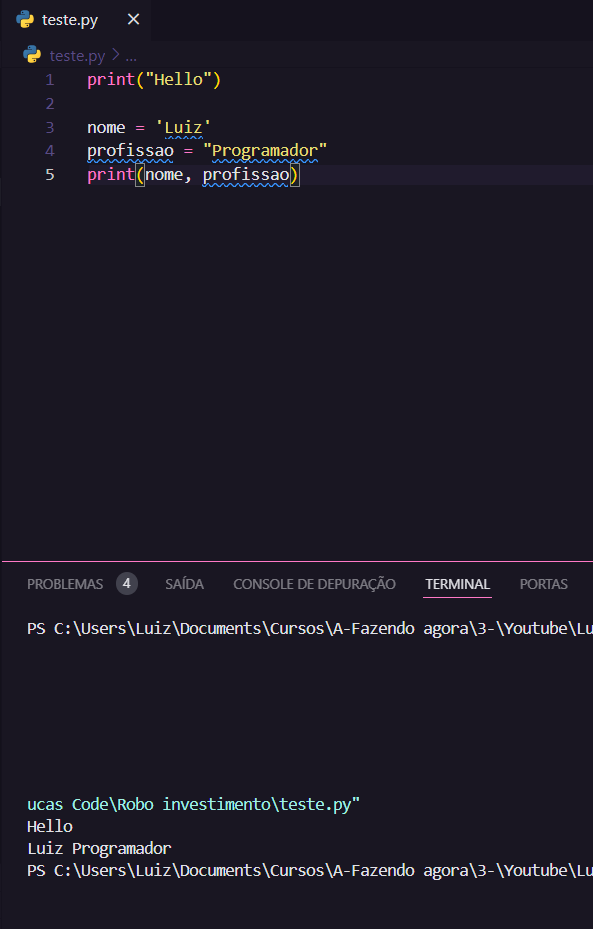 teste.py ×
teste.py > ...
1 print("Hello")
2
3 nome = 'Luiz'
4 profissao = "Programador"
5 print(nome, profissao)
PROBLEMAS 4 SAÍDA CONSOLE DE DEPURAÇÃO TERMINAL PORTAS
PS C:\Users\Luiz\Documents\Cursos\A-Fazendo agora\3-\Youtube\Lu
ucas Code\Robo investimento\teste.py"
Hello
Luiz Programador
PS C:\Users\Luiz\Documents\Cursos\A-Fazendo agora\3-\Youtube\Lu